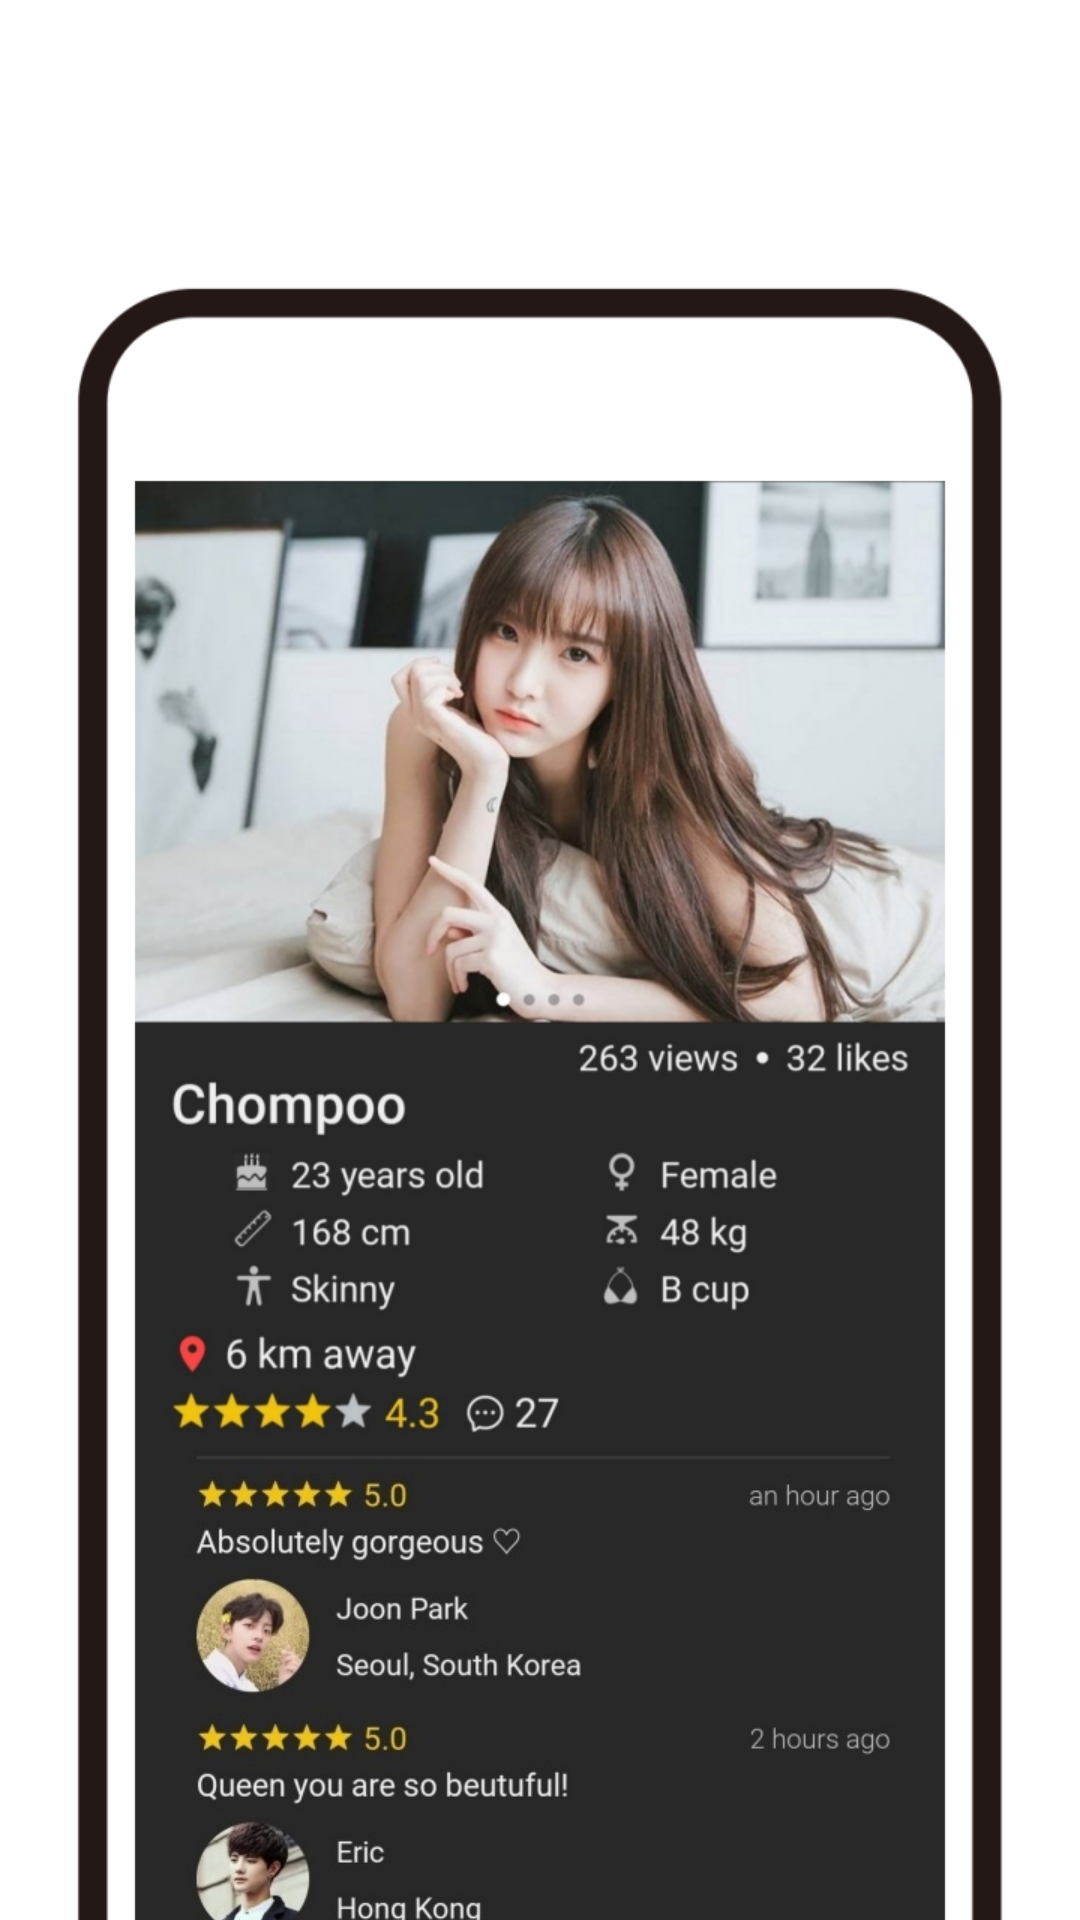 263 views • 32 likes
Chompoo
23 years old
Female
168 cm
48 kg
Skinny
B cup
6 km away
4.3
27
5.0
an hour ago
Absolutely gorgeous ♡
Joon Park
Seoul, South Korea
5.0
2 hours ago
Queen you are so beutuful!
Eric
Hong Kong